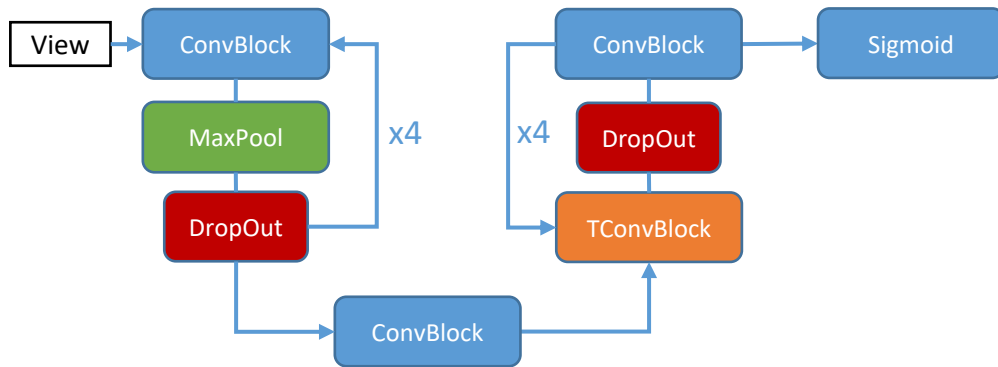 View
ConvBlock
MaxPool
DropOut
x4
ConvBlock
TConvBlock
DropOut
ConvBlock
x4
Sigmoid